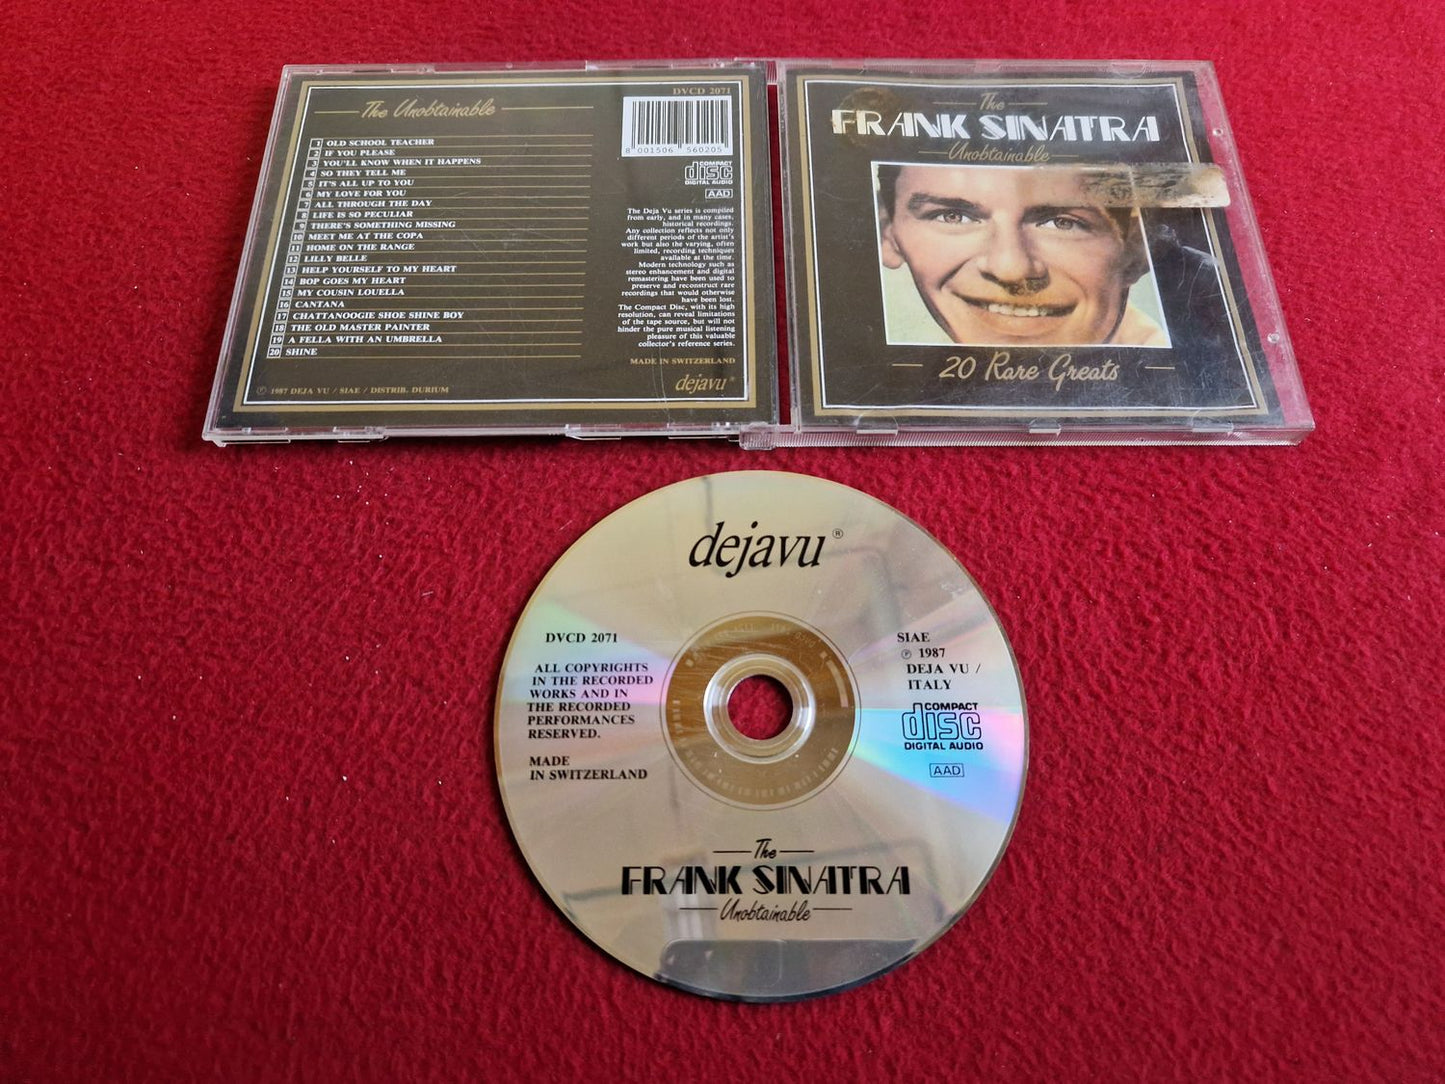 The Unobtainable
1 OLD SCHOOL TEACHER
2 IF YOU PLEASE
3 YOU'LL KNOW WHEN IT HAPPENS
4 SO THEY TELL ME
5 IT'S ALL UP TO YOU
6 MY LOVE FOR YOU
7 ALL THROUGH THE DAY
8 LIFE IS SO PECULIAR
9 THERE'S SOMETHING MISSING
10 MEET ME AT THE COPA
11 HOME ON THE RANGE
12 LILLY BELLE
13 HELP YOURSELF TO MY HEART
14 BOP GOES MY HEART
15 MY COUSIN LOUELLA
16 CANTANA
17 CHATTANOOGIE SHOE SHINE BOY
18 THE OLD MASTER PAINTER
19 A FELLA WITH AN UMBRELLA
20 SHINE
℗ 1987 DEJA VU / SIAE / DISTRIB. DURIUM
DVCD 2071
8 001506 560205
COMPACT
disc
DIGITAL AUDIO
AAD
The Deja Vu series is compiled
from early, and in many cases,
historical recordings.
Any collection reflects not only
different periods of the artist's
work but also the varying, often
limited, recording techniques
available at the time.
Modern technology such as
stereo enhancement and digital
remastering have been used to
preserve and reconstruct rare
recordings that would otherwise
have been lost.
The Compact Disc, with its high
resolution, can reveal limitations
of the tape source, but will not
hinder the pure musical listening
pleasure of this valuable
collector's reference series.
MADE IN SWITZERLAND
dejavu®
The
FRANK SINATRA
Unobtainable
20 Rare Greats
dejavu®
DVCD 2071
ALL COPYRIGHTS
IN THE RECORDED
WORKS AND IN
THE RECORDED
PERFORMANCES
RESERVED.
MADE
IN SWITZERLAND
SIAE
℗ 1987
DEJA VU /
ITALY
COMPACT
disc
DIGITAL AUDIO
AAD
The
FRANK SINATRA
Unobtainable